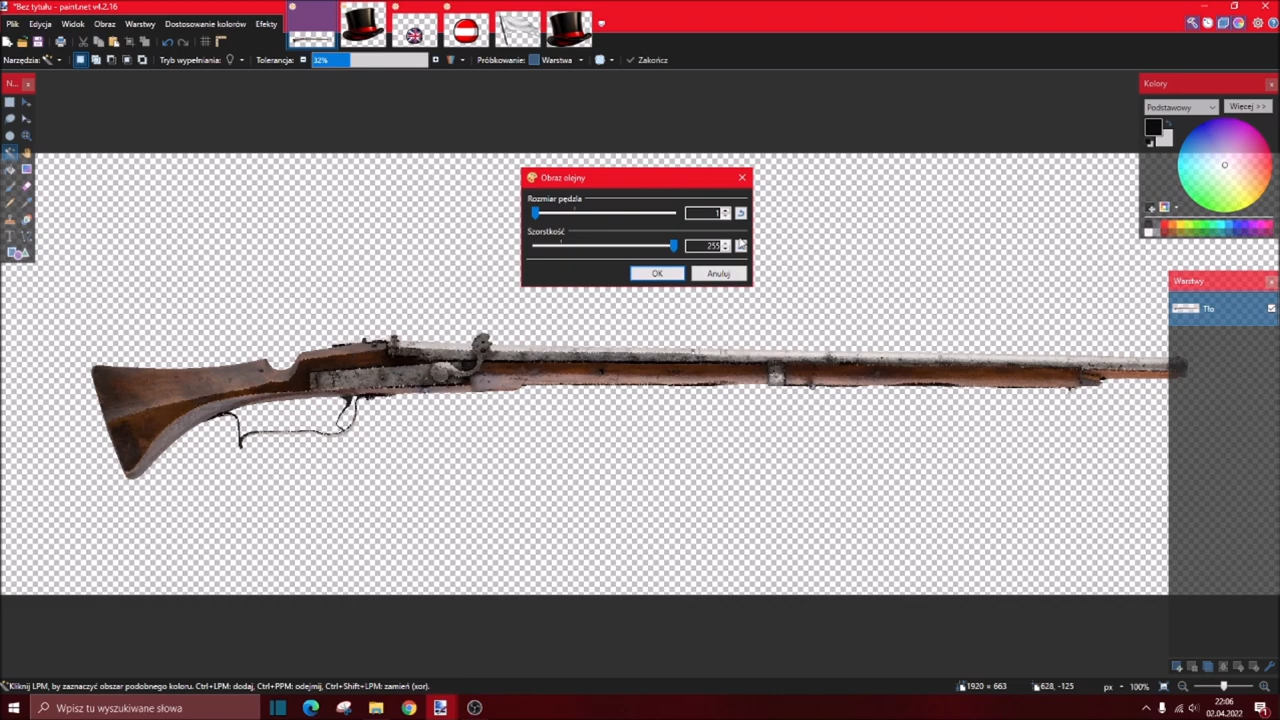 *Bez tytułu - paint.net v4.2.16
Plik Edycja Widok Obraz Warstwy Dostosowanie kolorów Efekty
Narzędzia: Tryb wypełniania: Tolerancja: 32% Próbkowanie: Warstwa Zakończ
N...
Kolory
Podstawowy Więcej >>
Obraz olejny
Rozmiar pędzla
1
Szorstkość
255
OK Anuluj
Warstwy
Tło
Kliknij LPM, by zaznaczyć obszar podobnego koloru. Ctrl+LPM: dodaj, Ctrl+PPM: odejmij, Ctrl+Shift+LPM: zamień (xor). 1920 × 663 628, -125 px 100%
Wpisz tu wyszukiwane słowa
22:06
02.04.2022
1